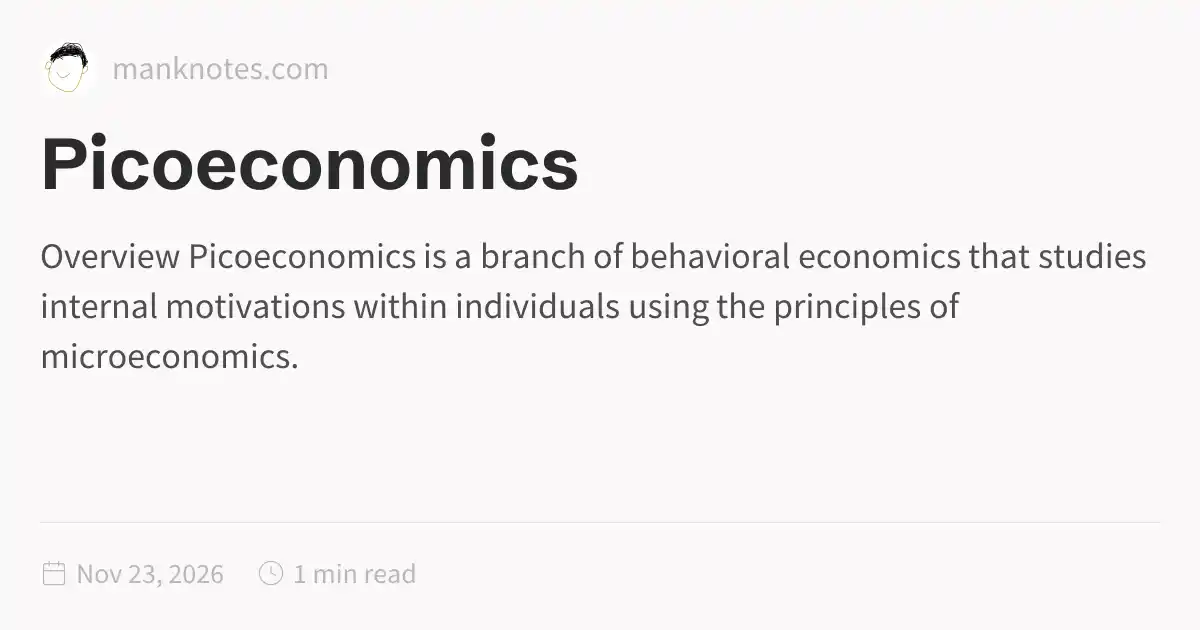 manknotes.com
Picoeconomics
Overview Picoeconomics is a branch of behavioral economics that studies
internal motivations within individuals using the principles of
microeconomics.
Nov 23, 2026 1 min read